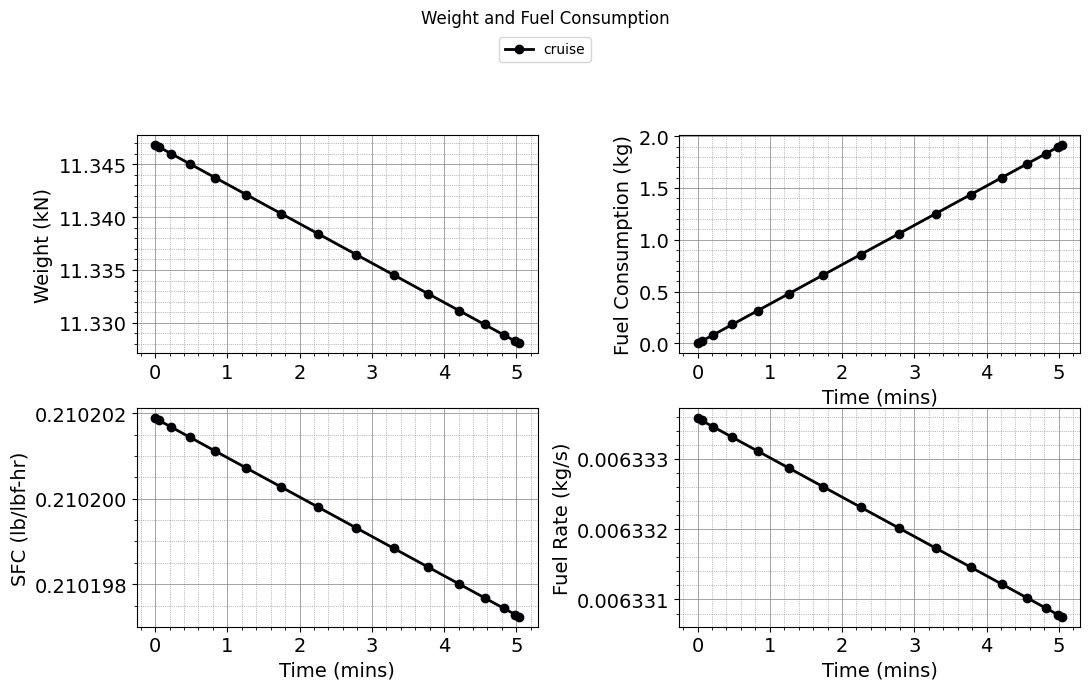 Weight and Fuel Consumption
cruise
Weight (kN)
11.345
11.340
11.335
11.330
0 1 2 3 4 5
Fuel Consumption (kg)
2.0
1.5
1.0
0.5
0.0
0 1 2 3 4 5
Time (mins)
SFC (lb/lbf-hr)
0.210202
0.210200
0.210198
0 1 2 3 4 5
Time (mins)
Fuel Rate (kg/s)
0.006333
0.006332
0.006331
0 1 2 3 4 5
Time (mins)